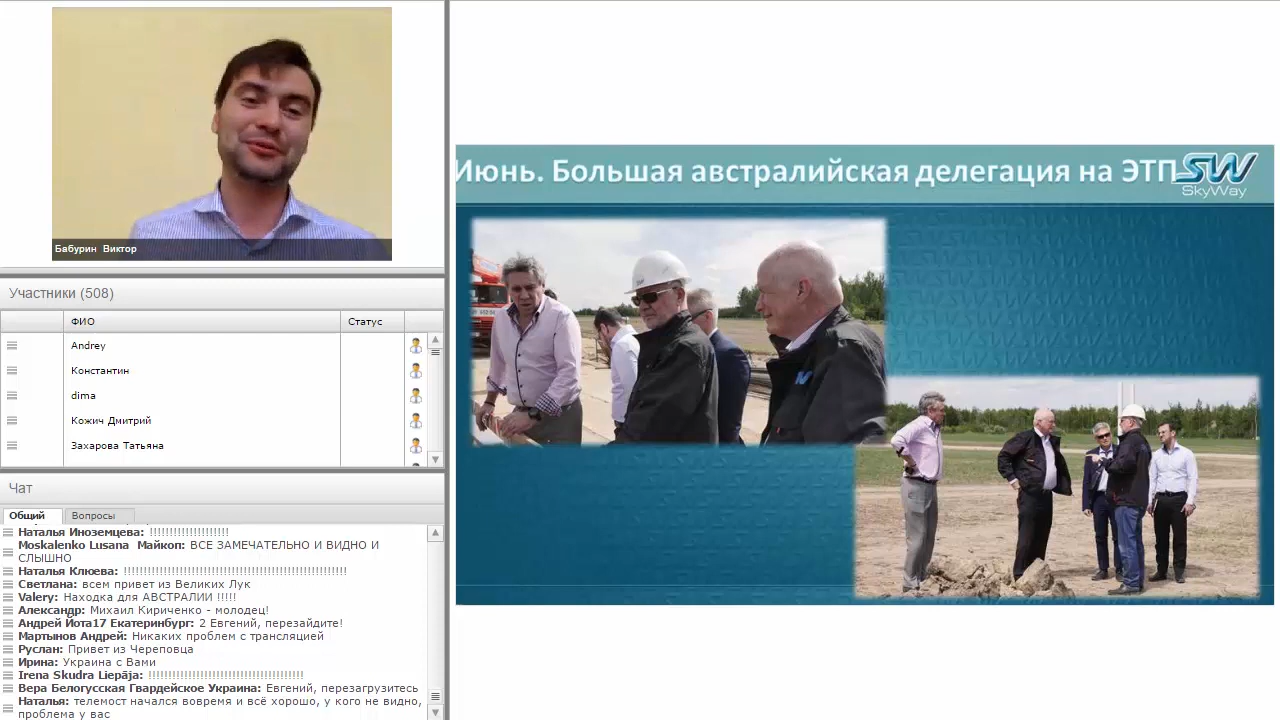 Бабурин Виктор
Участники (508)
ФИО Статус
Andrey
Константин
dima
Кожич Дмитрий
Захарова Татьяна
Чат
Общий Вопросы
Наталья Иноземцева: !!!!!!!!!!!!!!!!!!!!
Moskalenko Lusana Майкоп: ВСЕ ЗАМЕЧАТЕЛЬНО И ВИДНО И
СЛЫШНО
Наталья Клюева: !!!!!!!!!!!!!!!!!!!!!!!!!!!!!!!!!!!!!!!!!!!!!!!!!!!!!!!!
Светлана: всем привет из Великих Лук
Valery: Находка для АВСТРАЛИИ !!!!!
Александр: Михаил Кириченко - молодец!
Андрей Йота17 Екатеринбург: 2 Евгений, перезайдите!
Мартынов Андрей: Никаких проблем с трансляцией
Руслан: Привет из Череповца
Ирина: Украина с Вами
Irena Skudra Liepāja: !!!!!!!!!!!!!!!!!!!!!!!!!!!!!!!!!!!!!!!
Вера Белогусская Гвардейское Украина: Евгений, перезагрузитесь
Наталья: телемост начался вовремя и всё хорошо, у кого не видно,
проблема у вас
Июнь. Большая австралийская делегация на ЭТП
SW
SkyWay